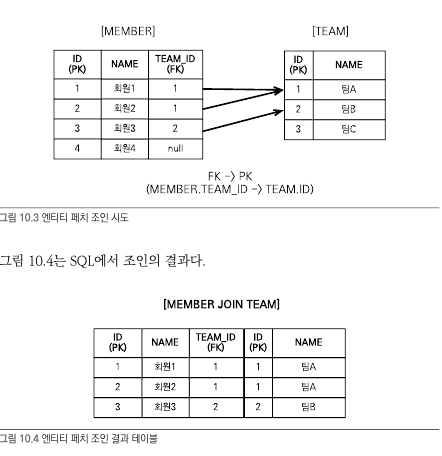 [MEMBER] [TEAM]
ID (PK) NAME TEAM_ID (FK)
1 회원1 1
2 회원2 1
3 회원3 2
4 회원4 null
ID (PK) NAME
1 팀A
2 팀B
3 팀C
FK -> PK
(MEMBER.TEAM_ID -> TEAM.ID)
그림 10.3 엔티티 페치 조인 시도
그림 10.4는 SQL에서 조인의 결과다.
[MEMBER JOIN TEAM]
ID (PK) NAME TEAM_ID (FK) ID (PK) NAME
1 회원1 1 1 팀A
2 회원2 1 1 팀A
3 회원3 2 2 팀B
그림 10.4 엔티티 페치 조인 결과 테이블